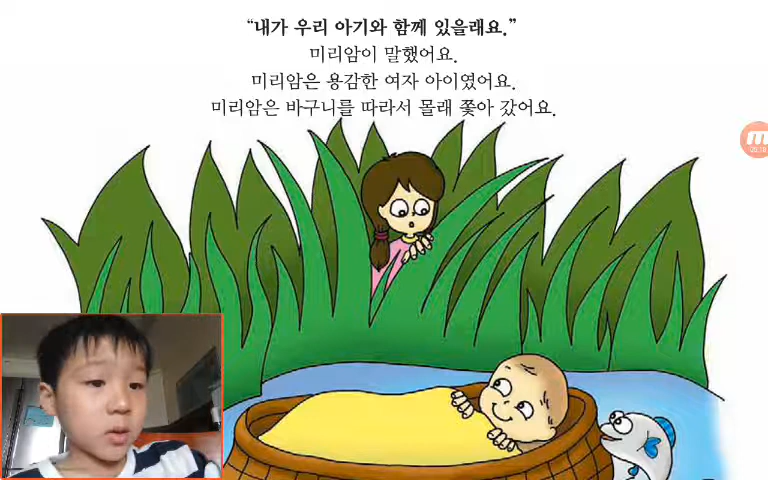 “내가 우리 아기와 함께 있을래요.”
미리암이 말했어요.
미리암은 용감한 여자 아이였어요.
미리암은 바구니를 따라서 몰래 쫓아 갔어요.